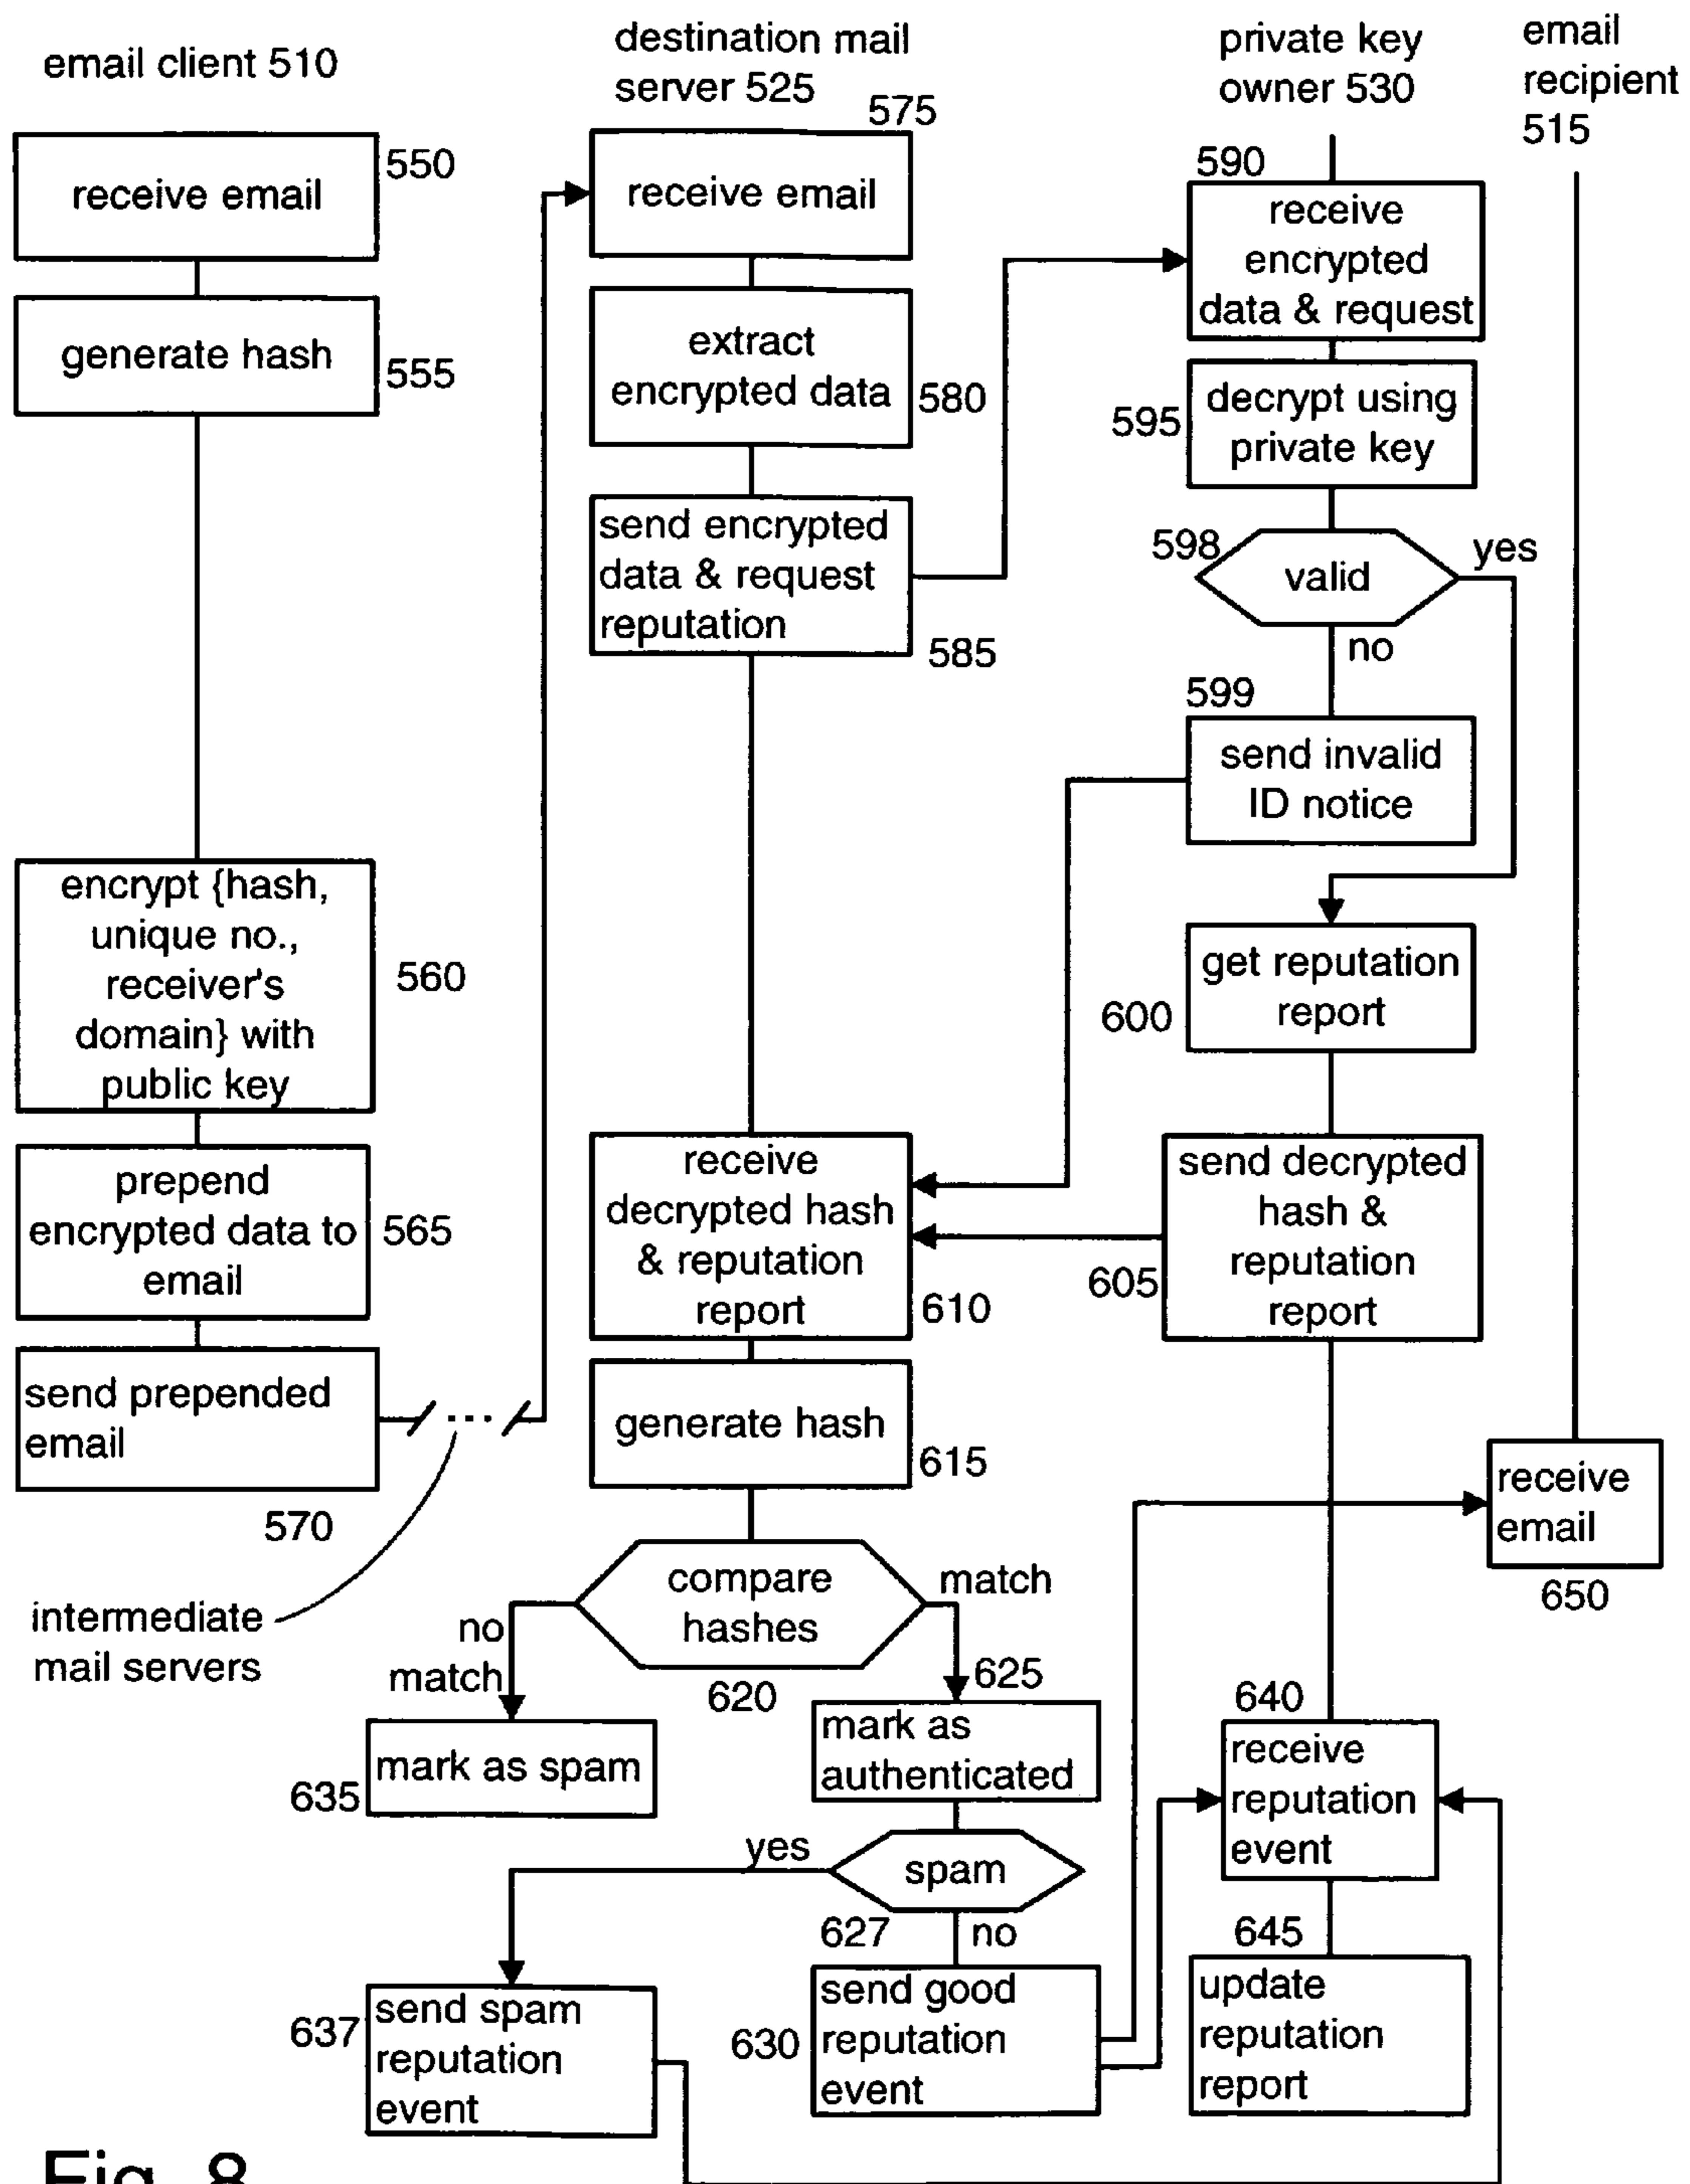 email client 510
destination mail
server 525
private key
owner 530
email
recipient
515
receive email
550
generate hash
555
encrypt {hash,
unique no.,
receiver's
domain} with
public key
560
prepend
encrypted data to
email
565
send prepended
email
570
intermediate
mail servers
...
575
receive email
extract
encrypted data
580
send encrypted
data & request
reputation
585
receive
decrypted hash
& reputation
report
610
generate hash
615
compare
hashes
620
match
no
match
mark as spam
635
625
mark as
authenticated
spam
627
yes
no
send spam
reputation
event
637
send good
reputation
event
630
590
receive
encrypted
data & request
decrypt using
private key
595
598
valid
yes
no
599
send invalid
ID notice
get reputation
report
600
send decrypted
hash &
reputation
report
605
640
receive
reputation
event
645
update
reputation
report
receive
email
650
Fig. 8